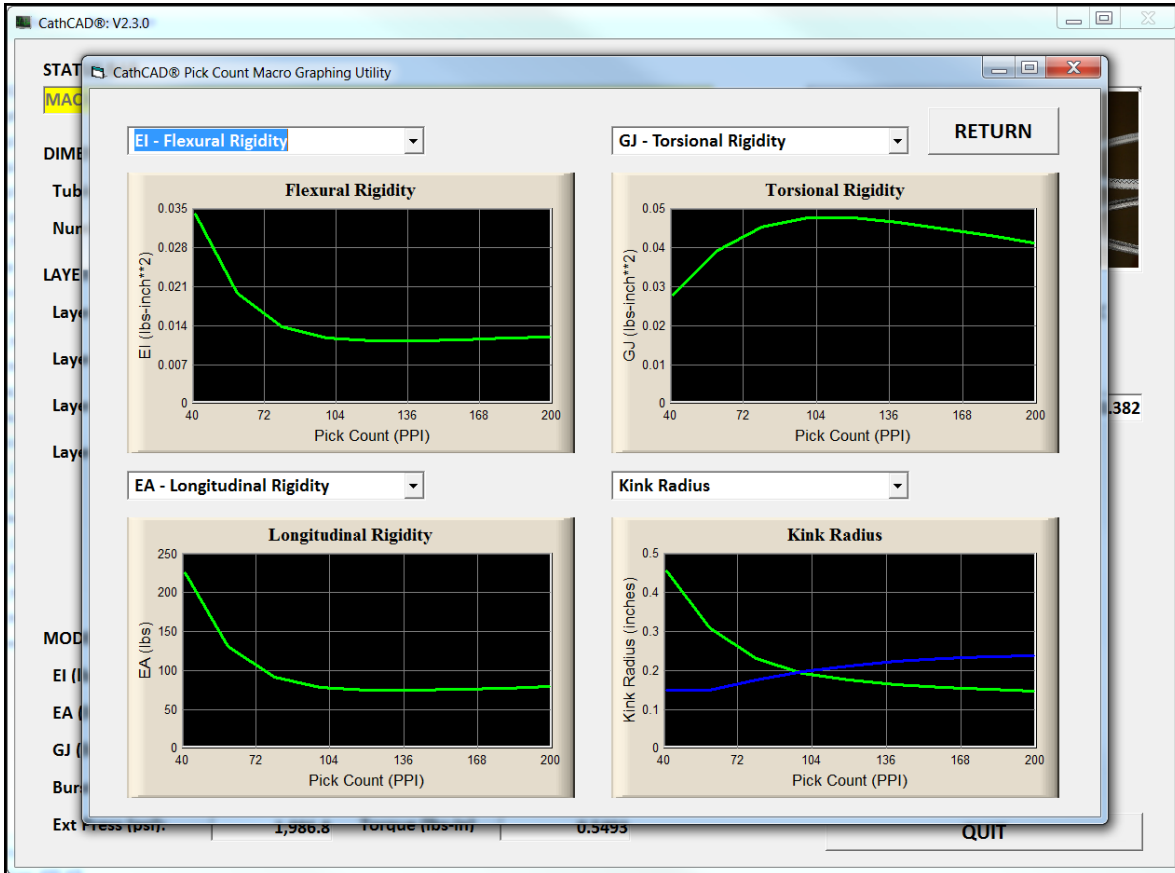 CathCAD®: V2.3.0
STAT
CathCAD® Pick Count Macro Graphing Utility
MAC
EI - Flexural Rigidity
GJ - Torsional Rigidity
RETURN
DIME
Tub
Num
LAYE
Laye
Laye
Laye
Laye
.382
Flexural Rigidity
0.035
0.028
0.021
0.014
0.007
0
EI (lbs-inch**2)
40 72 104 136 168 200
Pick Count (PPI)
Torsional Rigidity
0.05
0.04
0.03
0.02
0.01
0
GJ (lbs-inch**2)
40 72 104 136 168 200
Pick Count (PPI)
EA - Longitudinal Rigidity
Kink Radius
Longitudinal Rigidity
250
200
150
100
50
0
EA (lbs)
40 72 104 136 168 200
Pick Count (PPI)
Kink Radius
0.5
0.4
0.3
0.2
0.1
0
Kink Radius (inches)
40 72 104 136 168 200
Pick Count (PPI)
MOD
EI (l
EA (
GJ (
Burs
Ext Press (psi): 1,986.8 Torque (lbs-in) 0.5493
QUIT